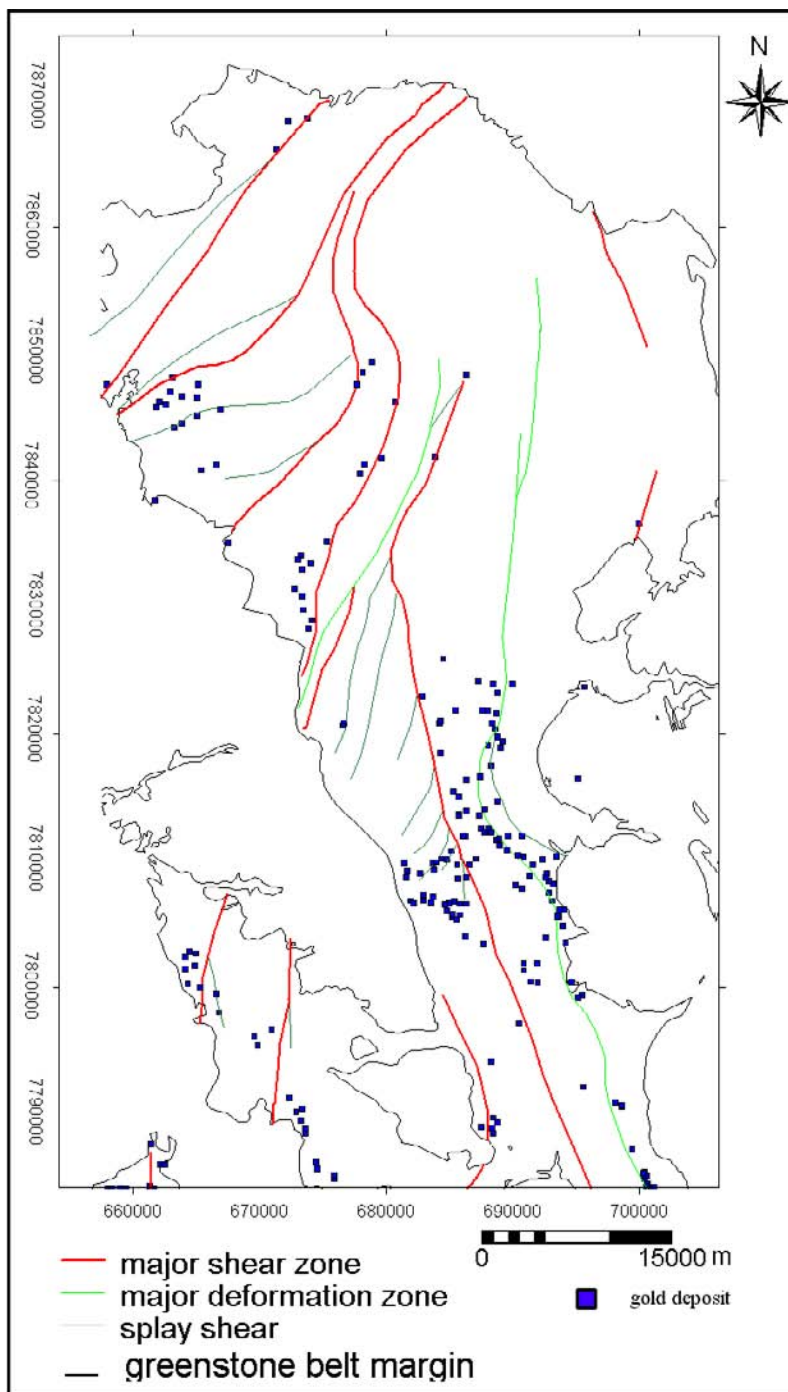 N
7870000
7860000
7850000
7840000
7830000
7820000
7810000
7800000
7790000
660000 670000 680000 690000 700000
0 15000 m
major shear zone
major deformation zone
gold deposit
splay shear
greenstone belt margin